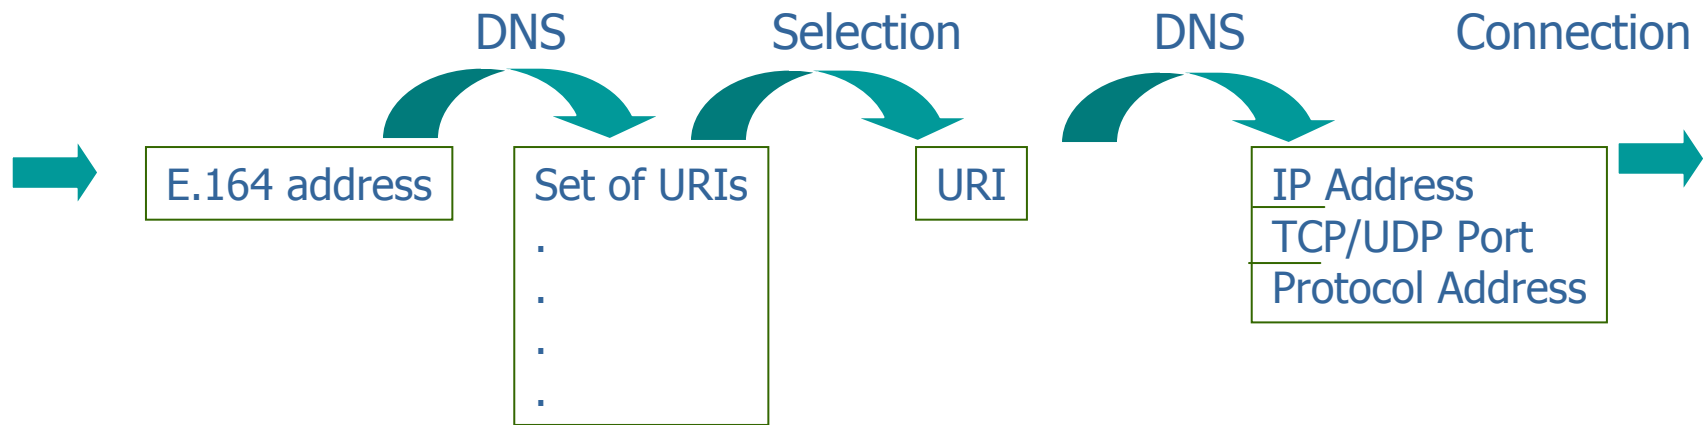 DNS
Selection
DNS
Connection
E.164 address
Set of URIs
.
.
.
.
URI
IP Address
TCP/UDP Port
Protocol Address